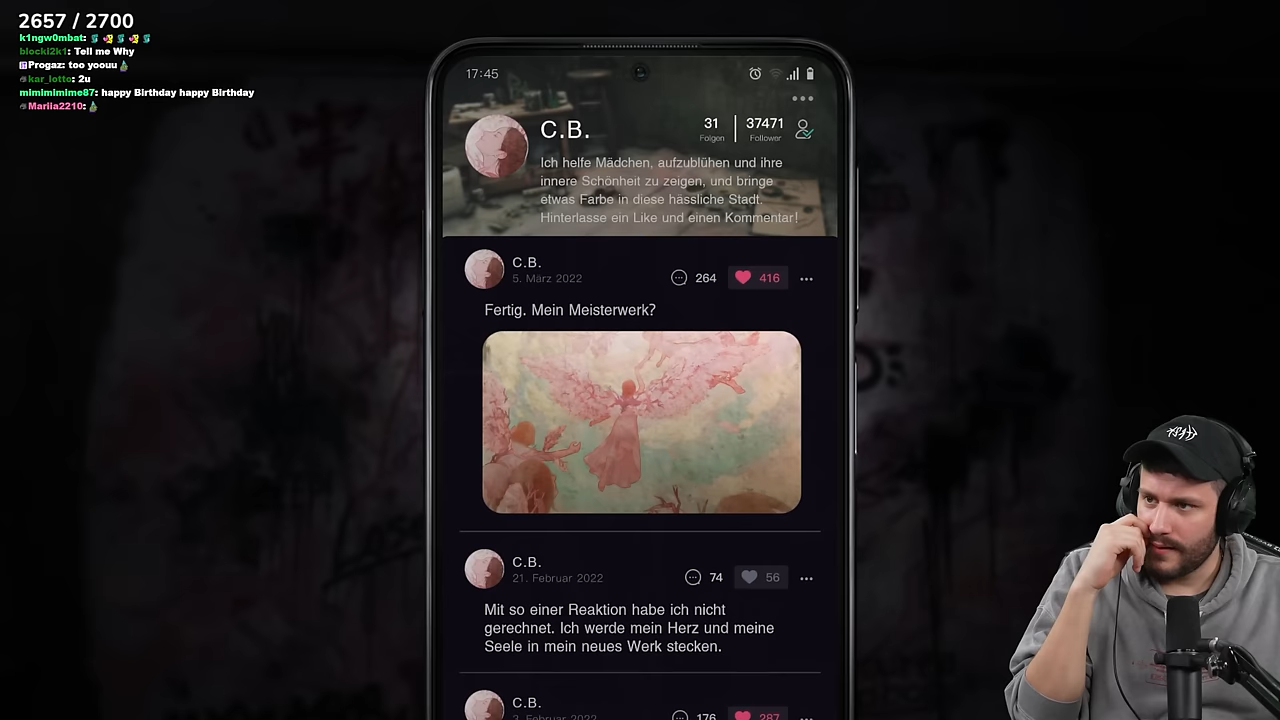 2657 / 2700
k1ngw0mbat:
blocki2k1: Tell me Why
Progaz: too yoouu
kar_lotte: 2u
mimimimime87: happy Birthday happy Birthday
Mariia2210:
17:45
C.B.
31
Folgen
37471
Follower
Ich helfe Mädchen, aufzublühen und ihre
innere Schönheit zu zeigen, und bringe
etwas Farbe in diese hässliche Stadt.
Hinterlasse ein Like und einen Kommentar!
C.B.
5. März 2022
264
416
Fertig. Mein Meisterwerk?
C.B.
21. Februar 2022
74
56
Mit so einer Reaktion habe ich nicht
gerechnet. Ich werde mein Herz und meine
Seele in mein neues Werk stecken.
C.B.
3. Februar 2022
176
287